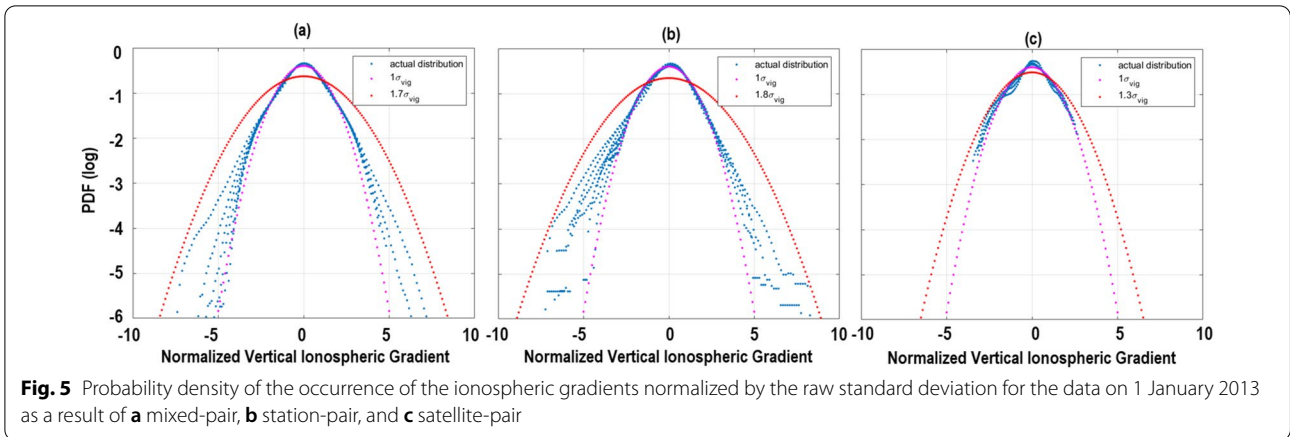 (a)
(b)
(c)
PDF (log)
0
-1
-2
-3
-4
-5
-6
actual distribution
1σvig
1.7σvig
actual distribution
1σvig
1.8σvig
actual distribution
1σvig
1.3σvig
-10 -5 0 5 10
-10 -5 0 5 10
-10 -5 0 5 10
Normalized Vertical Ionospheric Gradient
Normalized Vertical Ionospheric Gradient
Normalized Vertical Ionospheric Gradient
Fig. 5 Probability density of the occurrence of the ionospheric gradients normalized by the raw standard deviation for the data on 1 January 2013
as a result of a mixed-pair, b station-pair, and c satellite-pair